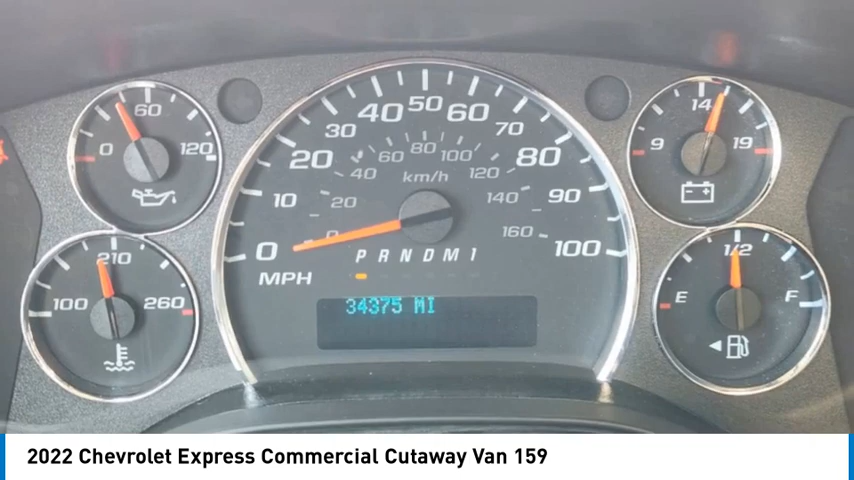 0 60 120
100 210 260
0 10 20 30 40 50 60 70 80 90 100
MPH
0 20 40 60 80 100 120 140 160
km/h
P R N D M 1
34375 MI
9 14 19
E 1/2 F
2022 Chevrolet Express Commercial Cutaway Van 159